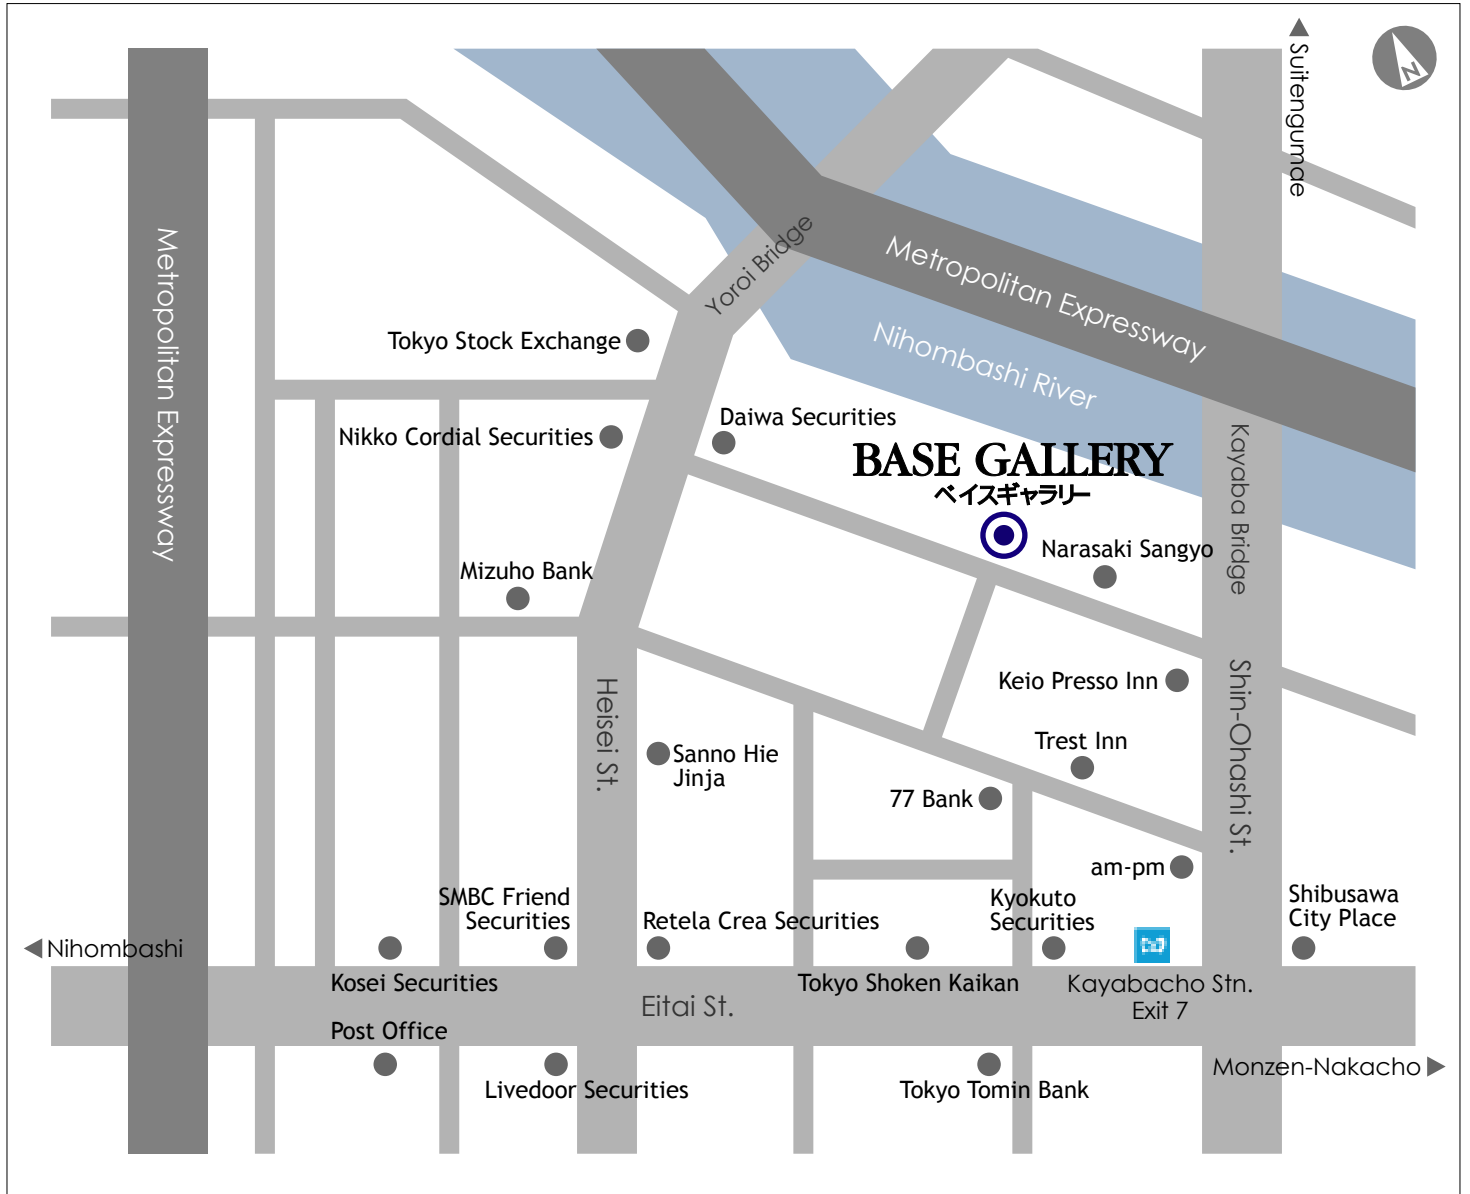 Suitengumae
N
Metropolitan Expressway
Yoroi Bridge
Metropolitan Expressway
Nihombashi River
Tokyo Stock Exchange
Daiwa Securities
Nikko Cordial Securities
BASE GALLERY
ベイスギャラリー
Kayaba Bridge
Narasaki Sangyo
Mizuho Bank
Keio Presso Inn
Shin-Ohashi St.
Heisei St.
Trest Inn
Sanno Hie
Jinja
77 Bank
am-pm
SMBC Friend
Securities
Retela Crea Securities
Kyokuto
Securities
Shibusawa
City Place
Nihombashi
Kosei Securities
Tokyo Shoken Kaikan
Kayabacho Stn.
Exit 7
Eitai St.
Post Office
Monzen-Nakacho
Livedoor Securities
Tokyo Tomin Bank